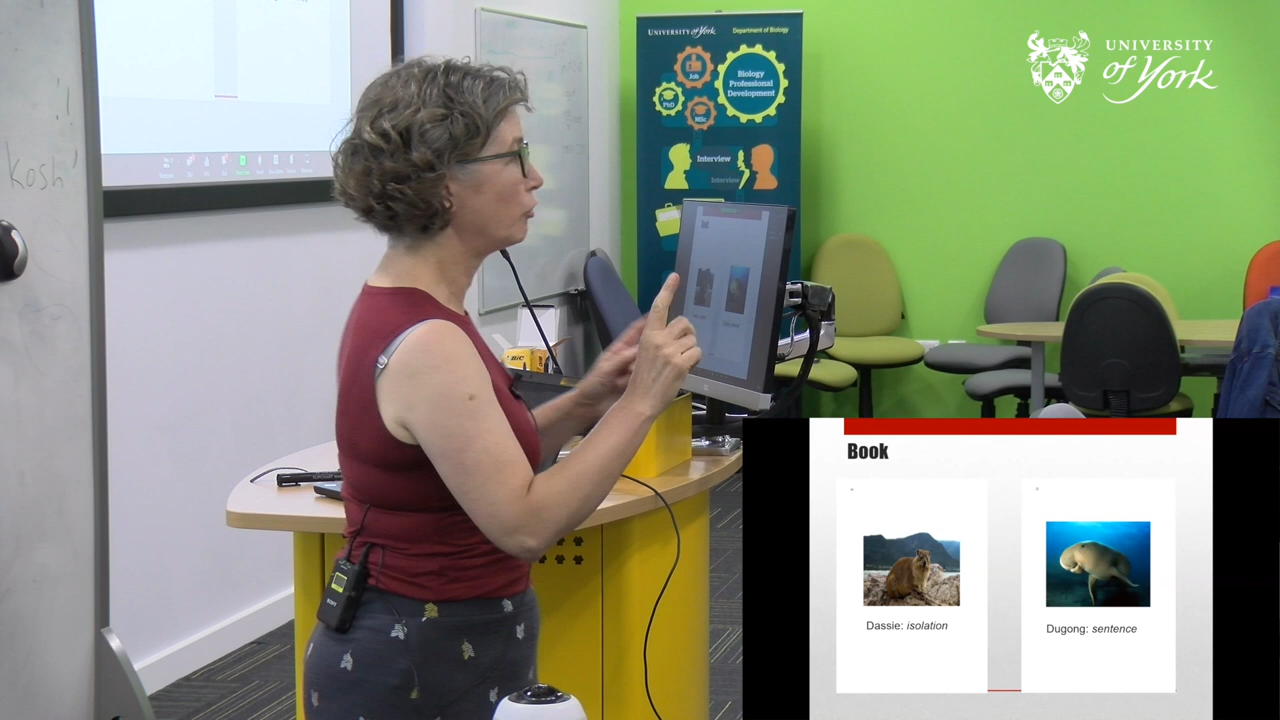 UNIVERSITY of York
Department of Biology
Job
PhD
MSc
Biology
Professional
Development
Interview
Interview
UNIVERSITY
of York
Kosh
BIC
SONY
Book
Dassie: isolation
Dugong: sentence